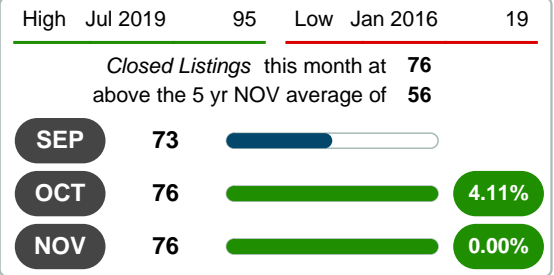 High Jul 2019 95 Low Jan 2016 19
Closed Listings this month at 76
above the 5 yr NOV average of 56
SEP 73
OCT 76 4.11%
NOV 76 0.00%